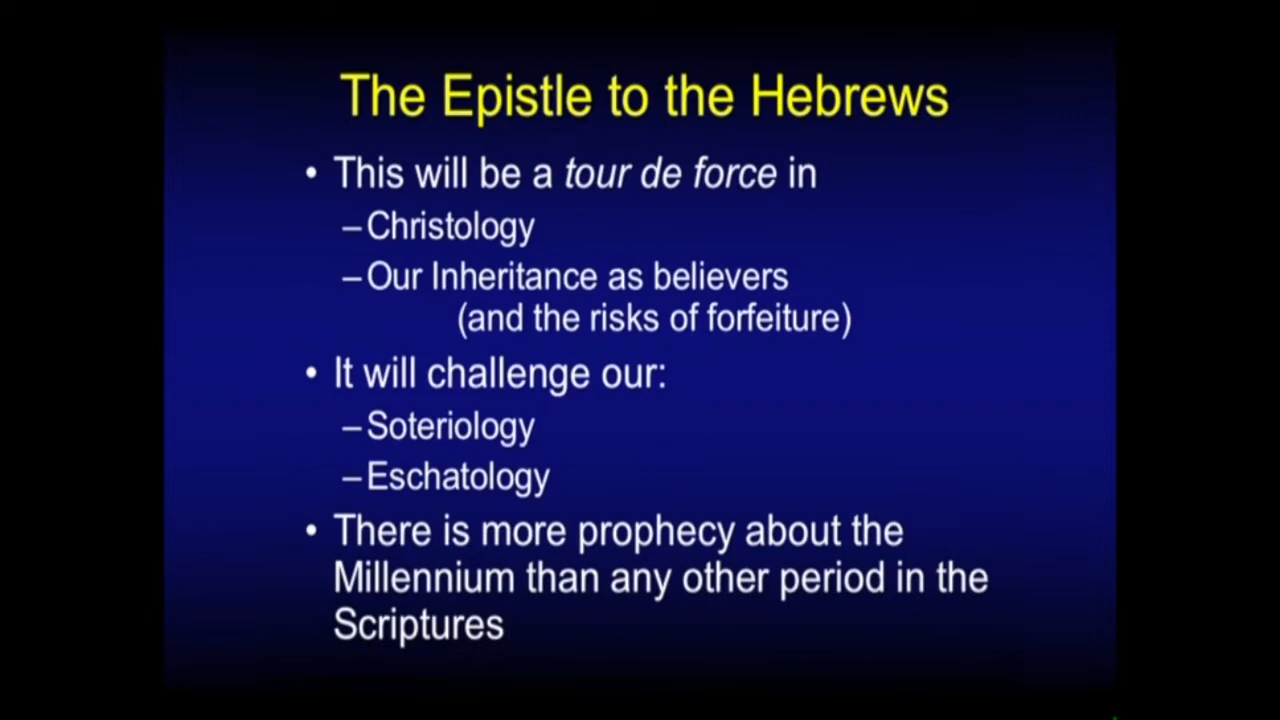 The Epistle to the Hebrews
• This will be a tour de force in
–Christology
–Our Inheritance as believers
(and the risks of forfeiture)
• It will challenge our:
–Soteriology
–Eschatology
• There is more prophecy about the
Millennium than any other period in the
Scriptures